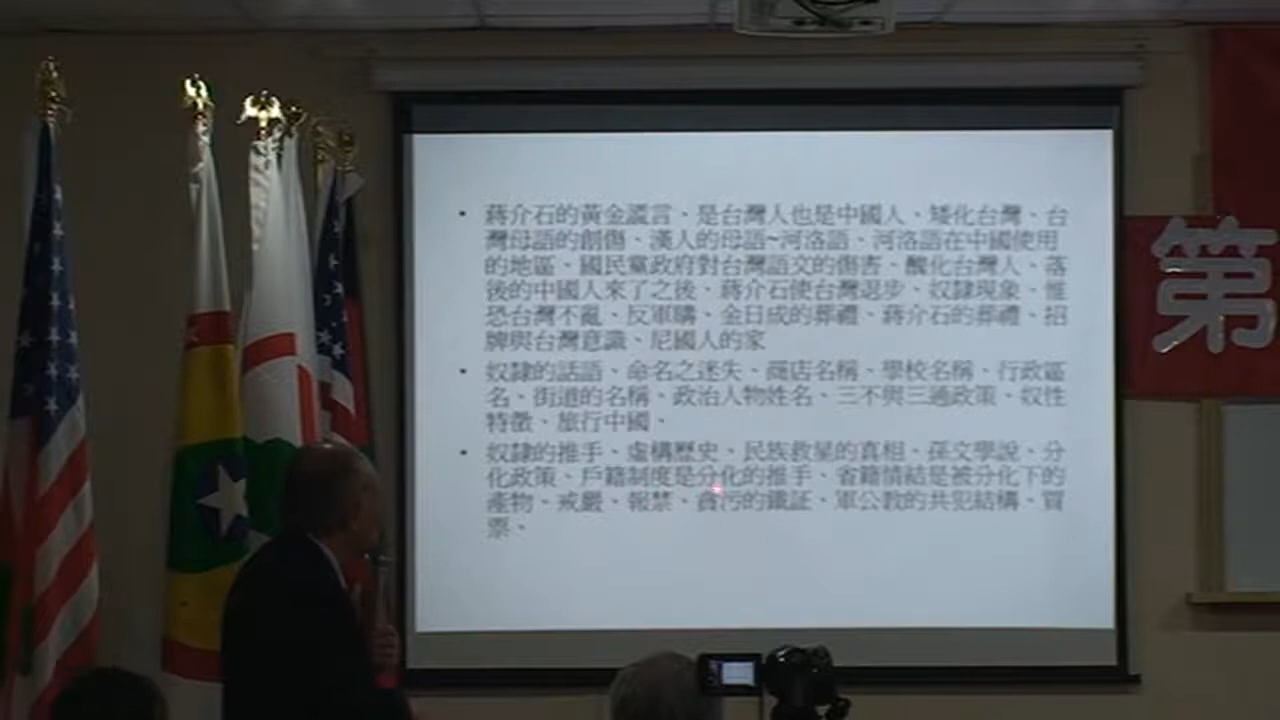 • 蔣介石的黃金謊言、是台灣人也是中國人、矮化台灣、台
灣母語的創傷、漢人的母語~河洛語、河洛語在中國使用
的地區、國民黨政府對台灣語文的傷害、醜化台灣人、落
後的中國人來了之後、蔣介石使台灣退步、奴隸現象、惟
恐台灣不亂、反軍購、金日成的葬禮、蔣介石的葬禮、招
牌與台灣意識、尼國人的家
• 奴隸的話語、命名之迷失、商店名稱、學校名稱、行政區
名、街道的名稱、政治人物姓名、三不與三通政策、奴性
特徵、旅行中國、
• 奴隸的推手、虛構歷史、民族救星的真相、孫文學說、分
化政策、戶籍制度是分化的推手、省籍情結是被分化下的
產物、戒嚴、報禁、貪污的鐵証、軍公教的共犯結構、買
票、
第